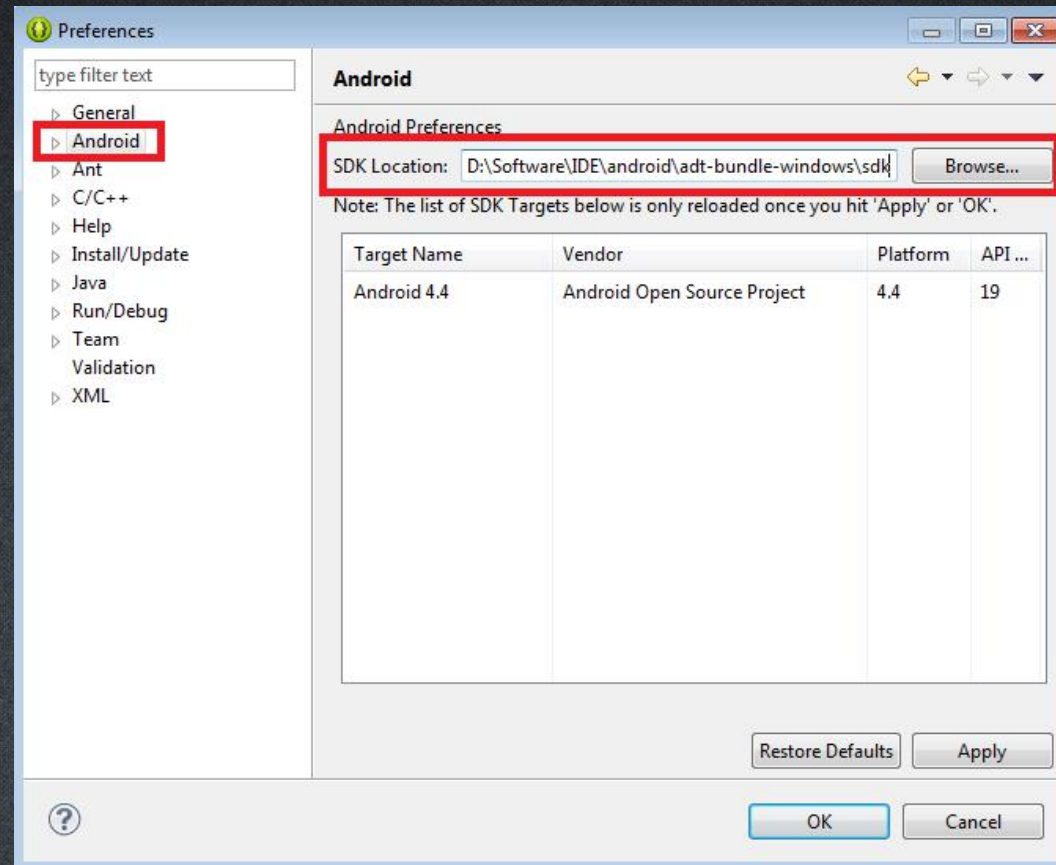 Preferences
type filter text
General
Android
Ant
C/C++
Help
Install/Update
Java
Run/Debug
Team
Validation
XML
Android
Android Preferences
SDK Location: D:\Software\IDE\android\adt-bundle-windows\sdk Browse...
Note: The list of SDK Targets below is only reloaded once you hit 'Apply' or 'OK'.
Target Name Vendor Platform API ...
Android 4.4 Android Open Source Project 4.4 19
Restore Defaults Apply
OK Cancel